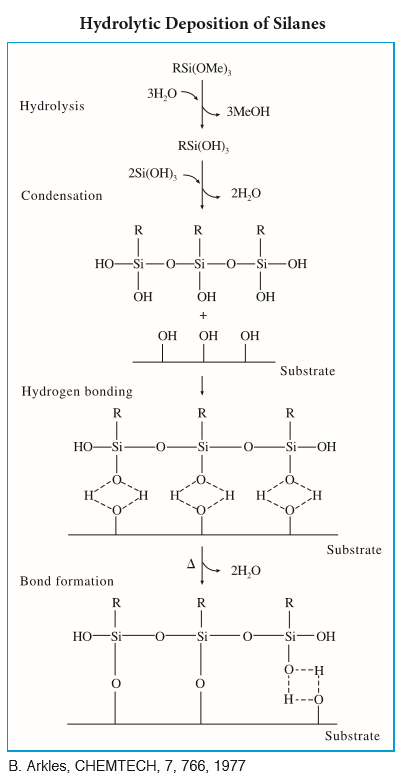 Hydrolytic Deposition of Silanes
RSi(OMe)₃
3H₂O
Hydrolysis
3MeOH
RSi(OH)₃
2Si(OH)₃
Condensation
2H₂O
R R R
HO—Si—O—Si—O—Si—OH
OH OH OH
+
OH OH OH
Substrate
Hydrogen bonding
R R R
HO—Si—O—Si—O—Si—OH
O O O
H H H H H H
O O O
Substrate
Δ
2H₂O
Bond formation
R R R
HO—Si—O—Si—O—Si—OH
O---H
O O
H---O
Substrate
B. Arkles, CHEMTECH, 7, 766, 1977